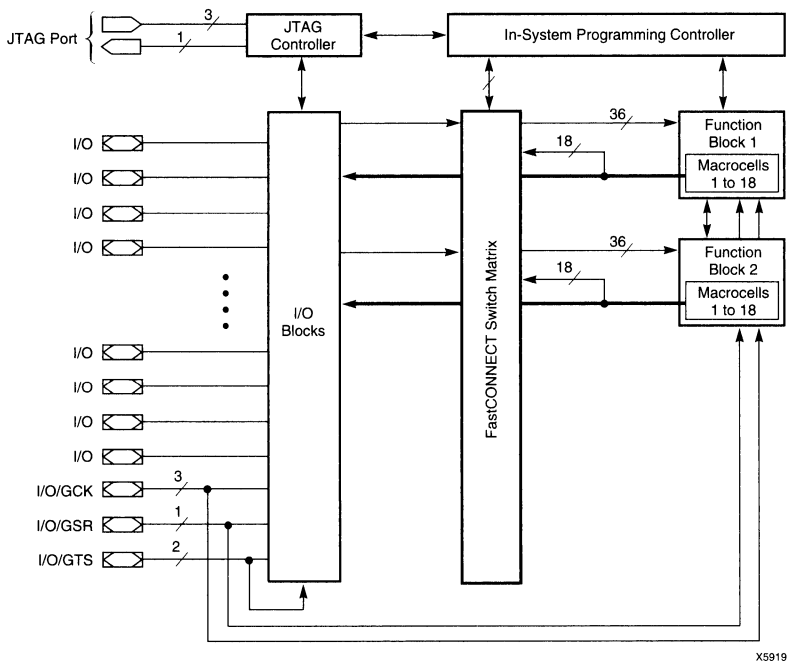 JTAG Port
3
1
JTAG
Controller
In-System Programming Controller
I/O
I/O
I/O
I/O
I/O
I/O
I/O
I/O
I/O/GCK
3
I/O/GSR
1
I/O/GTS
2
I/O
Blocks
FastCONNECT Switch Matrix
36
18
Function
Block 1
Macrocells
1 to 18
36
18
Function
Block 2
Macrocells
1 to 18
X5919